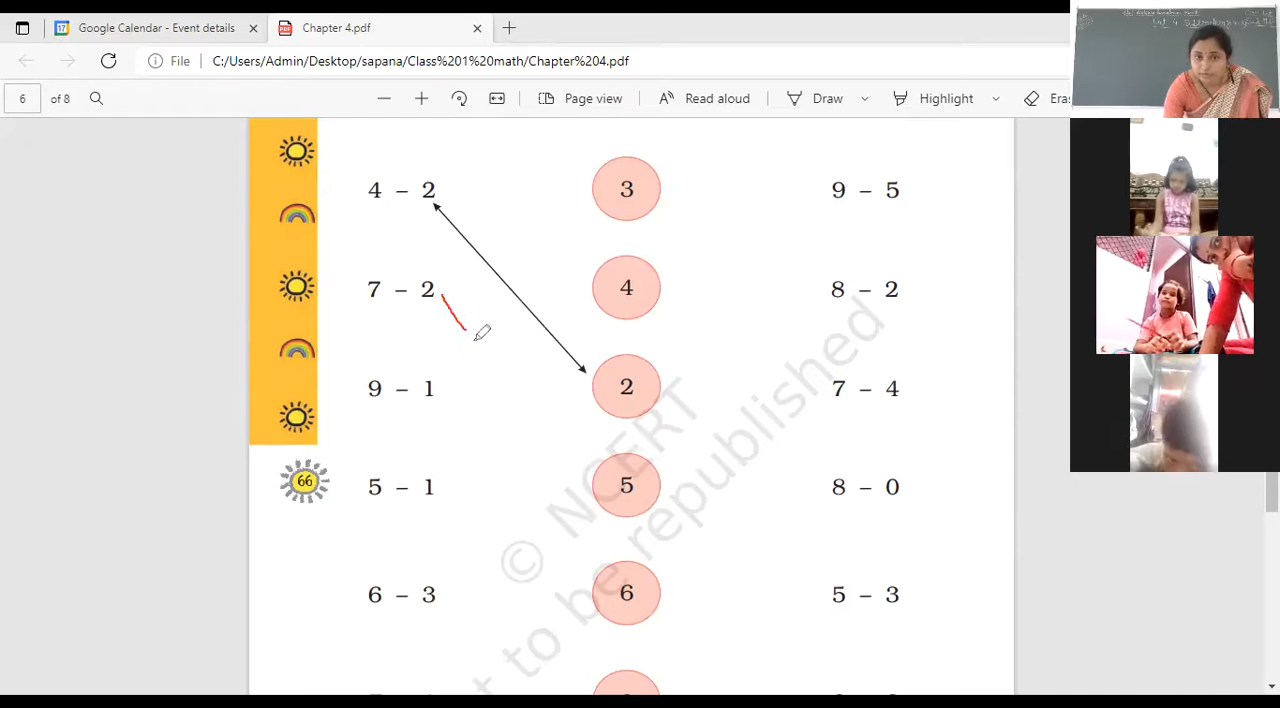 17 Google Calendar - Event details
PDF Chapter 4.pdf
File C:/Users/Admin/Desktop/sapana/Class%201%20math/Chapter%204.pdf
6 of 8 Page view Read aloud Draw Highlight Eras
4 – 2 3 9 – 5
7 – 2 4 8 – 2
9 – 1 2 7 – 4
5 – 1 5 8 – 0
6 – 3 6 5 – 3
66
© NCERT
t to be republished